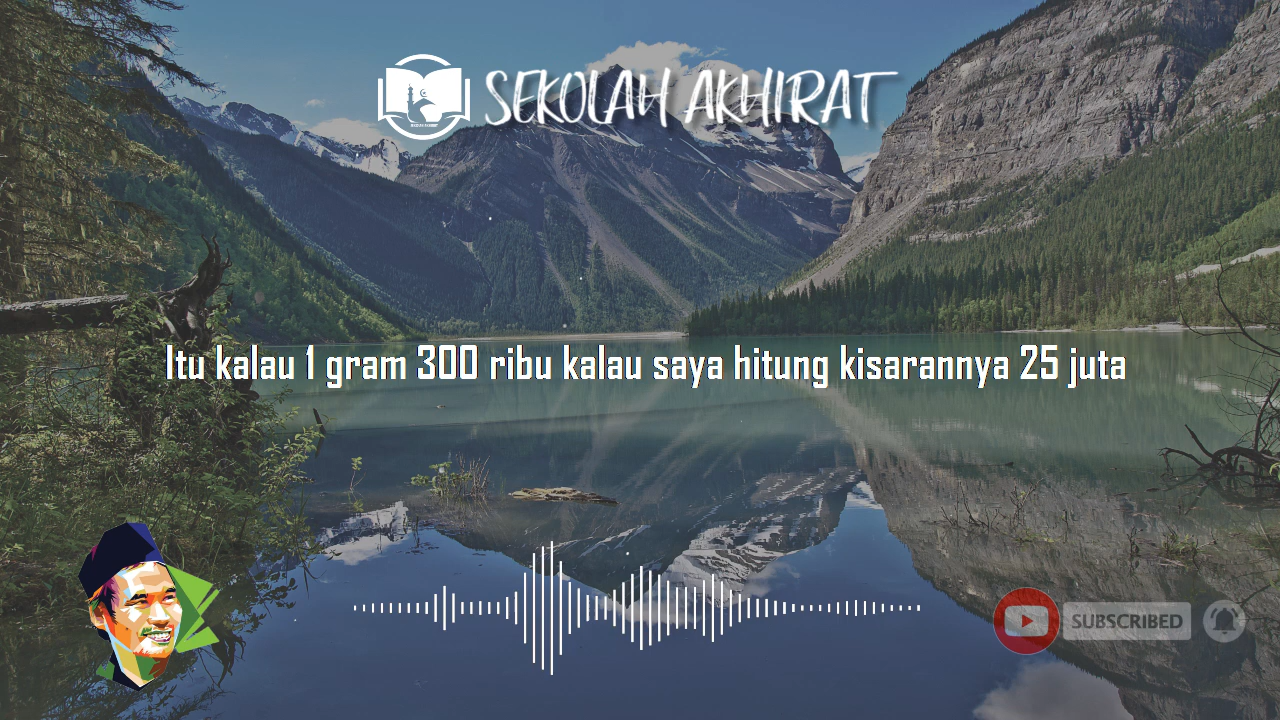 SEKOLAH AKHIRAT
Itu kalau 1 gram 300 ribu kalau saya hitung kisarannya 25 juta
SUBSCRIBED